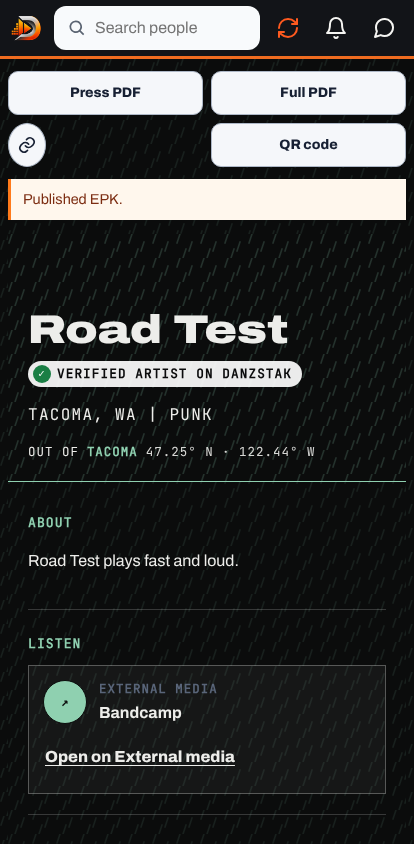 Search people
Press PDF
Full PDF
QR code
Published EPK.
Road Test
✓ VERIFIED ARTIST ON DANZSTAK
TACOMA, WA | PUNK
OUT OF TACOMA 47.25° N · 122.44° W
ABOUT
Road Test plays fast and loud.
LISTEN
↗
EXTERNAL MEDIA
Bandcamp
Open on External media